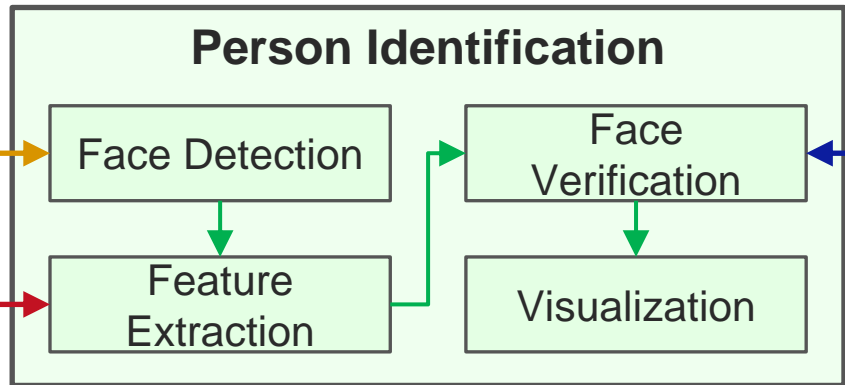 Person Identification
Face Detection
Feature
Extraction
Face
Verification
Visualization